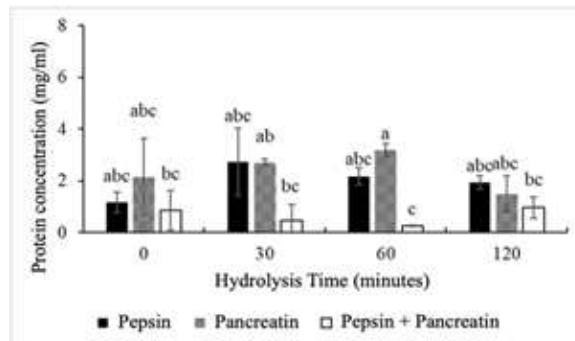 8
6
4
2
0
Protein concentration (mg/ml)
abc abc bc
abc ab bc
abc a c
abc abc bc
0 30 60 120
Hydrolysis Time (minutes)
Pepsin Pancreatin Pepsin + Pancreatin